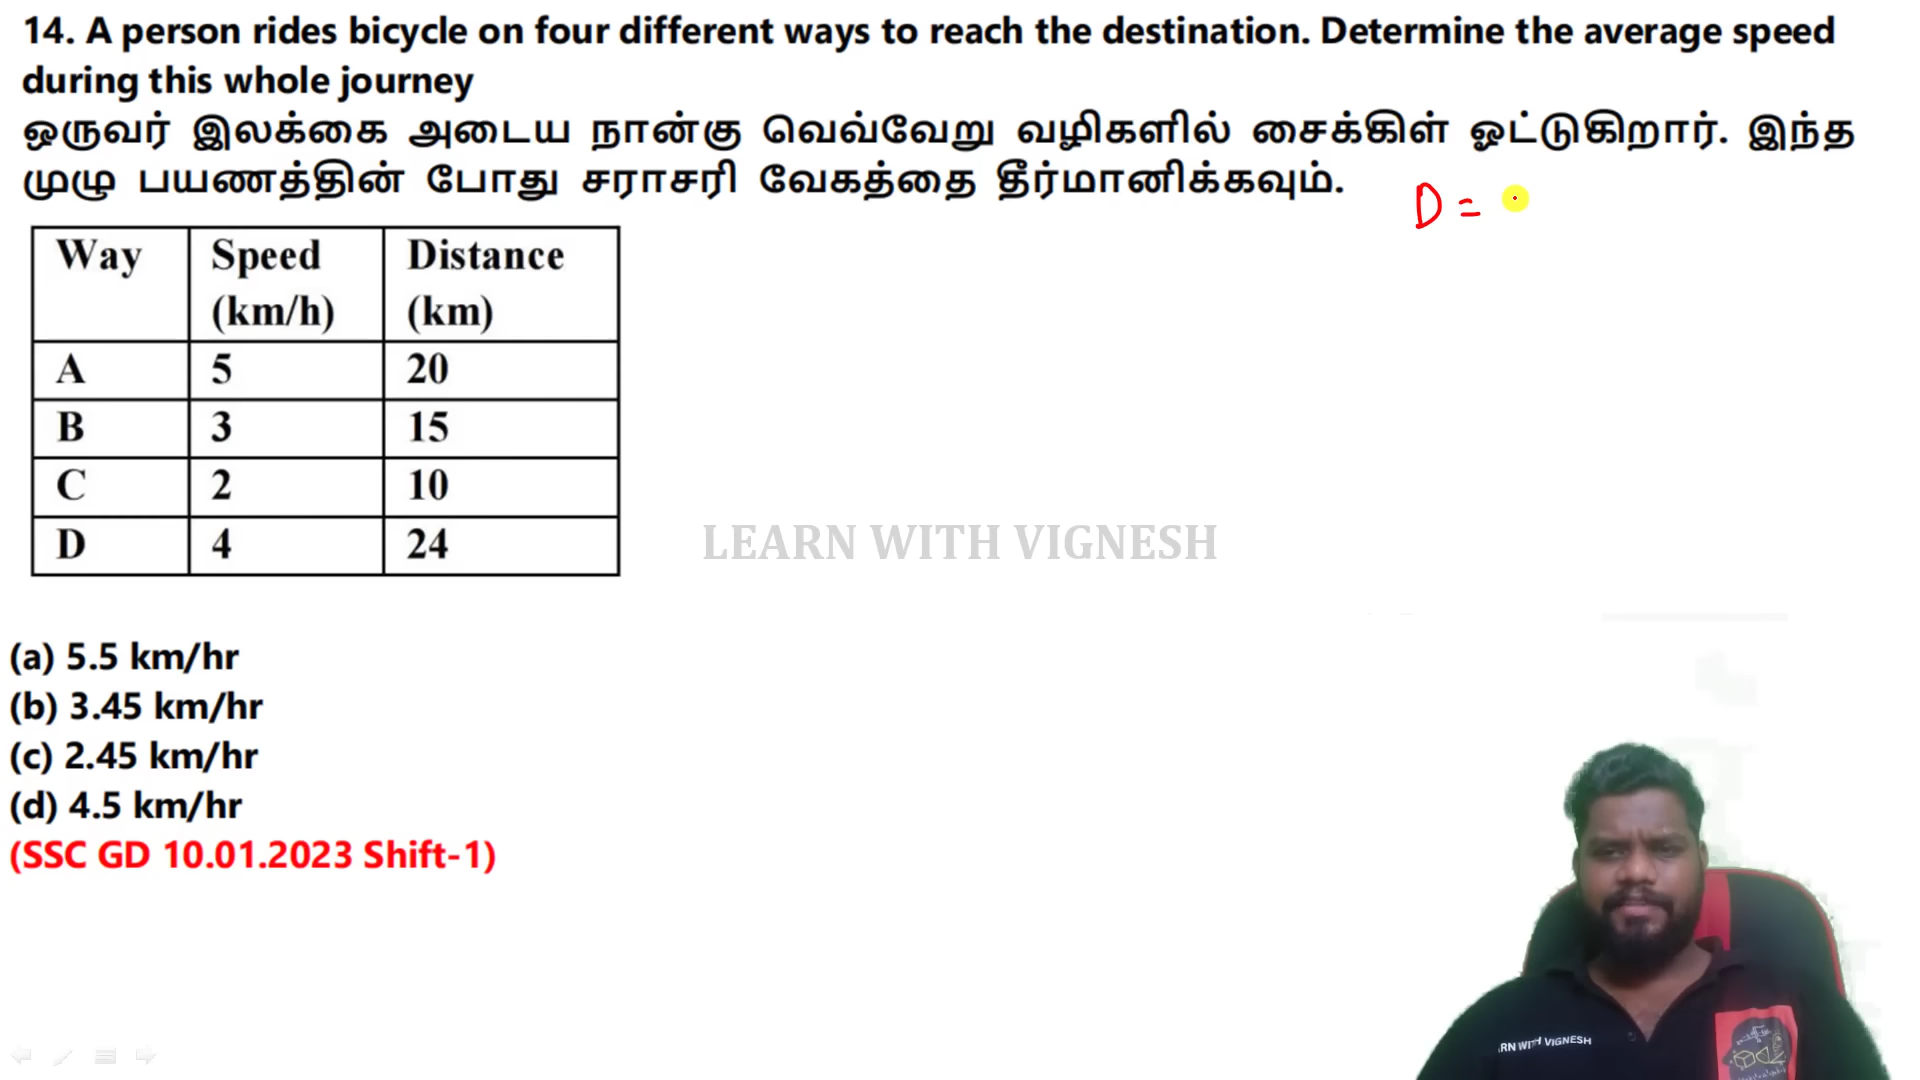 14. A person rides bicycle on four different ways to reach the destination. Determine the average speed
during this whole journey
ஒருவர் இலக்கை அடைய நான்கு வெவ்வேறு வழிகளில் சைக்கிள் ஓட்டுகிறார். இந்த
முழு பயணத்தின் போது சராசரி வேகத்தை தீர்மானிக்கவும்.
D =
Way Speed (km/h) Distance (km)
A 5 20
B 3 15
C 2 10
D 4 24
LEARN WITH VIGNESH
(a) 5.5 km/hr
(b) 3.45 km/hr
(c) 2.45 km/hr
(d) 4.5 km/hr
(SSC GD 10.01.2023 Shift-1)
RN WITH VIGNESH